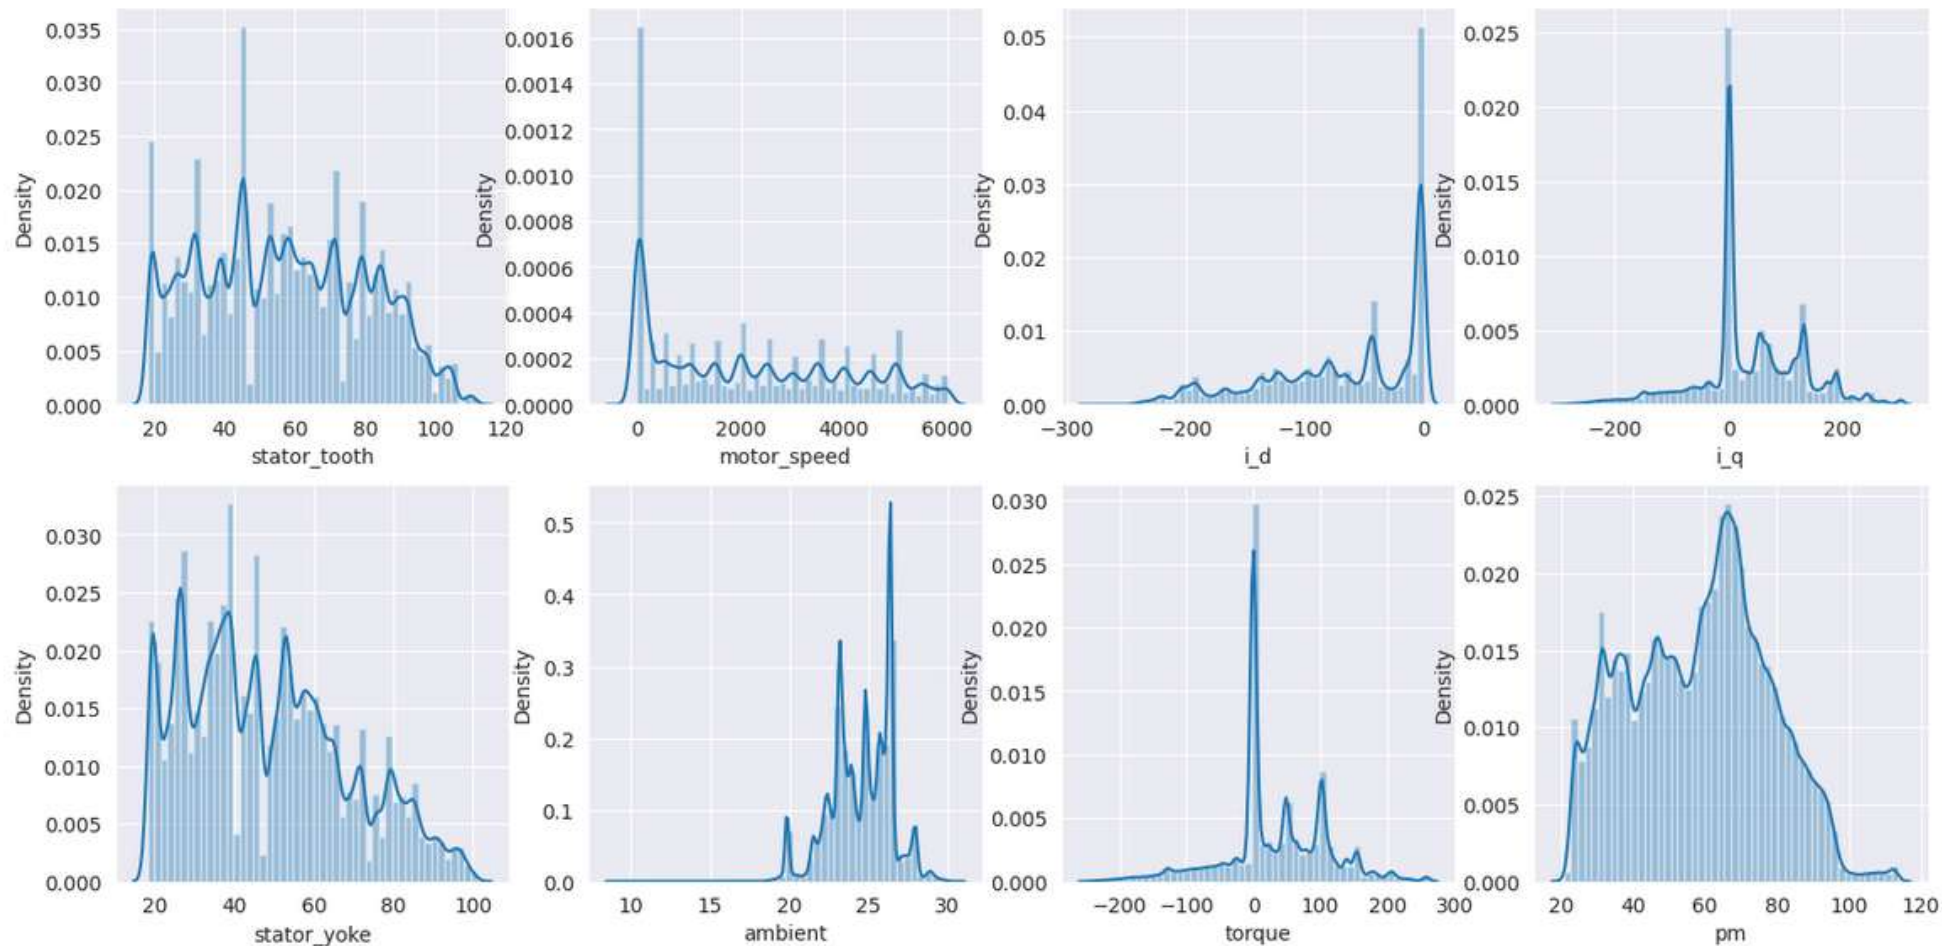 Density
0.035
0.030
0.025
0.020
0.015
0.010
0.005
0.000
20 40 60 80 100 120
stator_tooth
Density
0.0016
0.0014
0.0012
0.0010
0.0008
0.0006
0.0004
0.0002
0.0000
0 2000 4000 6000
motor_speed
Density
0.05
0.04
0.03
0.02
0.01
0.00
−300 −200 −100 0
i_d
Density
0.025
0.020
0.015
0.010
0.005
0.000
−200 0 200
i_q
Density
0.030
0.025
0.020
0.015
0.010
0.005
0.000
20 40 60 80 100
stator_yoke
Density
0.5
0.4
0.3
0.2
0.1
0.0
10 15 20 26 30
ambient
Density
0.030
0.025
0.020
0.015
0.010
0.005
0.000
−200 −100 0 100 200 300
torque
Density
0.025
0.020
0.015
0.010
0.005
0.000
20 40 60 80 100 120
pm